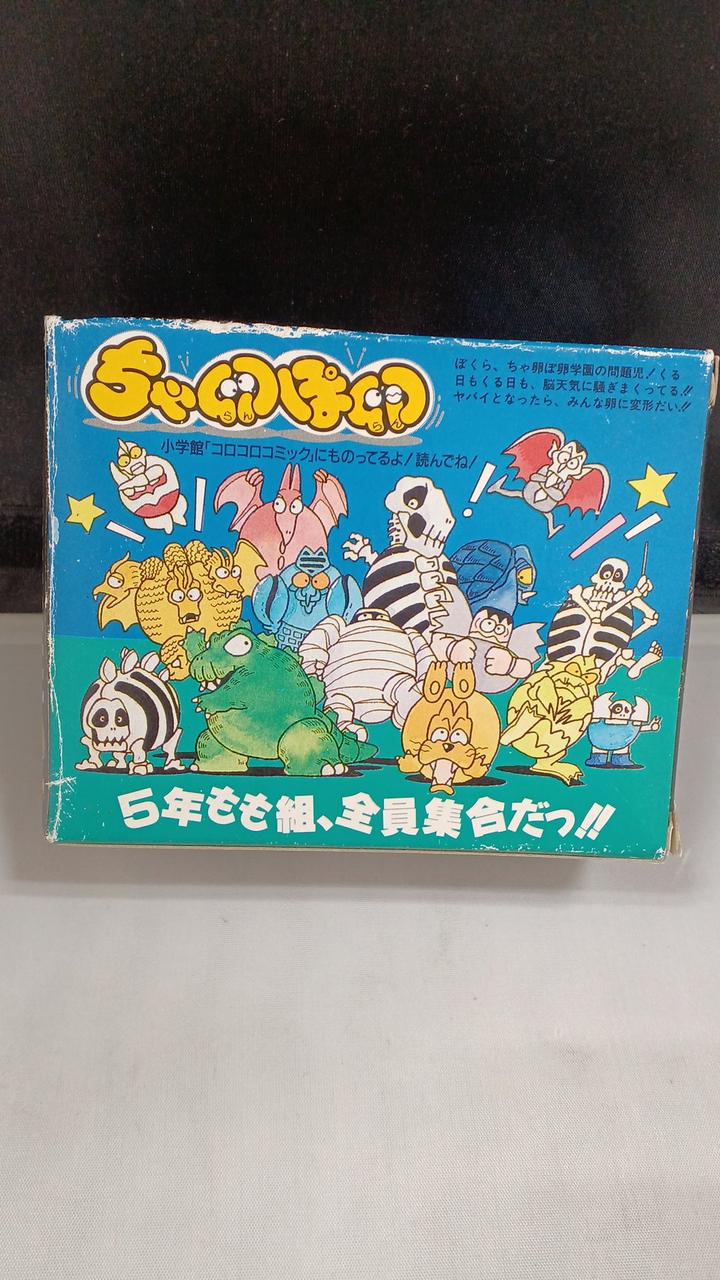 ちゃ卵ぽ卵
らん
らん
ぼくら、ちゃ卵ぽ卵学園の問題児！くる
日もくる日も、脳天気に騒ぎまくってる!!
ヤバイとなったら、みんな卵に変形だい!!
小学館「コロコロコミック」にものってるよ！読んでね！
！
5年もも組、全員集合だっ!!